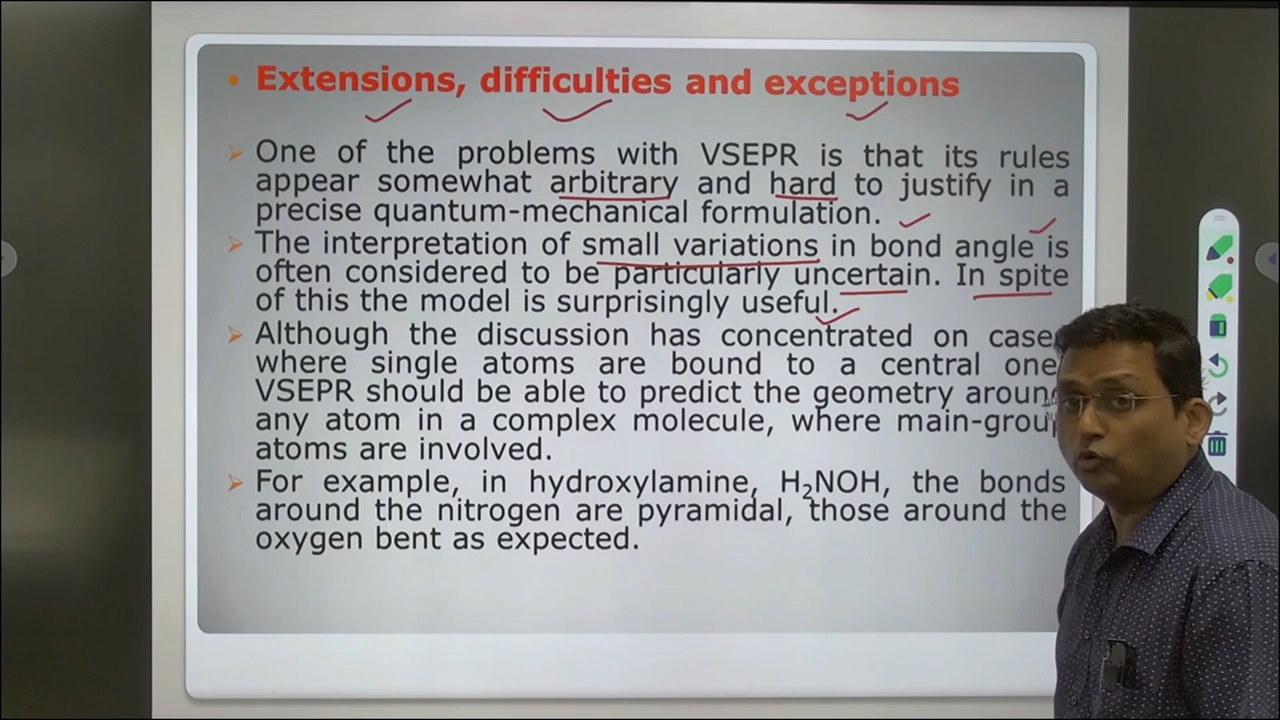 • Extensions, difficulties and exceptions
➢ One of the problems with VSEPR is that its rules
appear somewhat arbitrary and hard to justify in a
precise quantum-mechanical formulation.
➢ The interpretation of small variations in bond angle is
often considered to be particularly uncertain. In spite
of this the model is surprisingly useful.
➢ Although the discussion has concentrated on cases
where single atoms are bound to a central one
VSEPR should be able to predict the geometry around
any atom in a complex molecule, where main-group
atoms are involved.
➢ For example, in hydroxylamine, H₂NOH, the bonds
around the nitrogen are pyramidal, those around the
oxygen bent as expected.